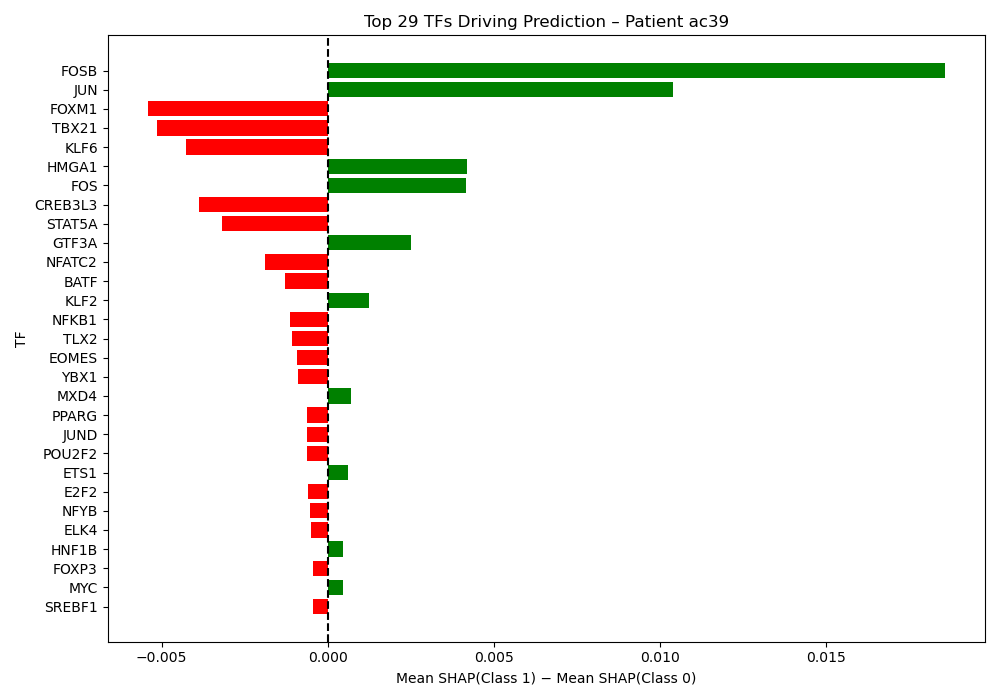 Top 29 TFs Driving Prediction – Patient ac39
TF
FOSB
JUN
FOXM1
TBX21
KLF6
HMGA1
FOS
CREB3L3
STAT5A
GTF3A
NFATC2
BATF
KLF2
NFKB1
TLX2
EOMES
YBX1
MXD4
PPARG
JUND
POU2F2
ETS1
E2F2
NFYB
ELK4
HNF1B
FOXP3
MYC
SREBF1
−0.005 0.000 0.005 0.010 0.015
Mean SHAP(Class 1) − Mean SHAP(Class 0)